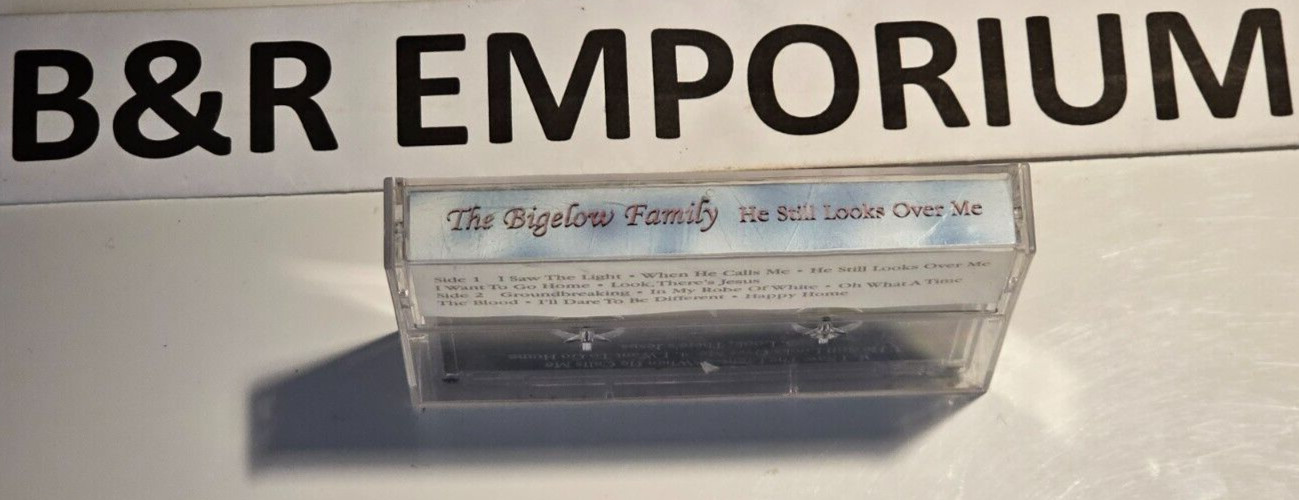 B&R EMPORIUM
The Bigelow Family He Still Looks Over Me
Side 1 I Saw The Light • When He Calls Me • He Still Looks Over Me
I Want To Go Home • Look, There's Jesus
Side 2 Groundbreaking • In My Robe Of White • Oh What A Time
The Blood • I'll Dare To Be Different • Happy Home